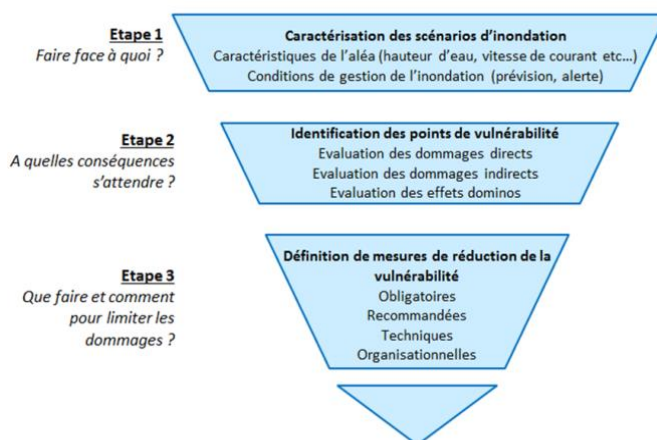 Etape 1
Faire face à quoi ?
Caractérisation des scénarios d'inondation
Caractéristiques de l'aléa (hauteur d'eau, vitesse de courant etc...)
Conditions de gestion de l'inondation (prévision, alerte)
Etape 2
A quelles conséquences
s'attendre ?
Identification des points de vulnérabilité
Evaluation des dommages directs
Evaluation des dommages indirects
Evaluation des effets dominos
Etape 3
Que faire et comment
pour limiter les
dommages ?
Définition de mesures de réduction de la
vulnérabilité
Obligatoires
Recommandées
Techniques
Organisationnelles